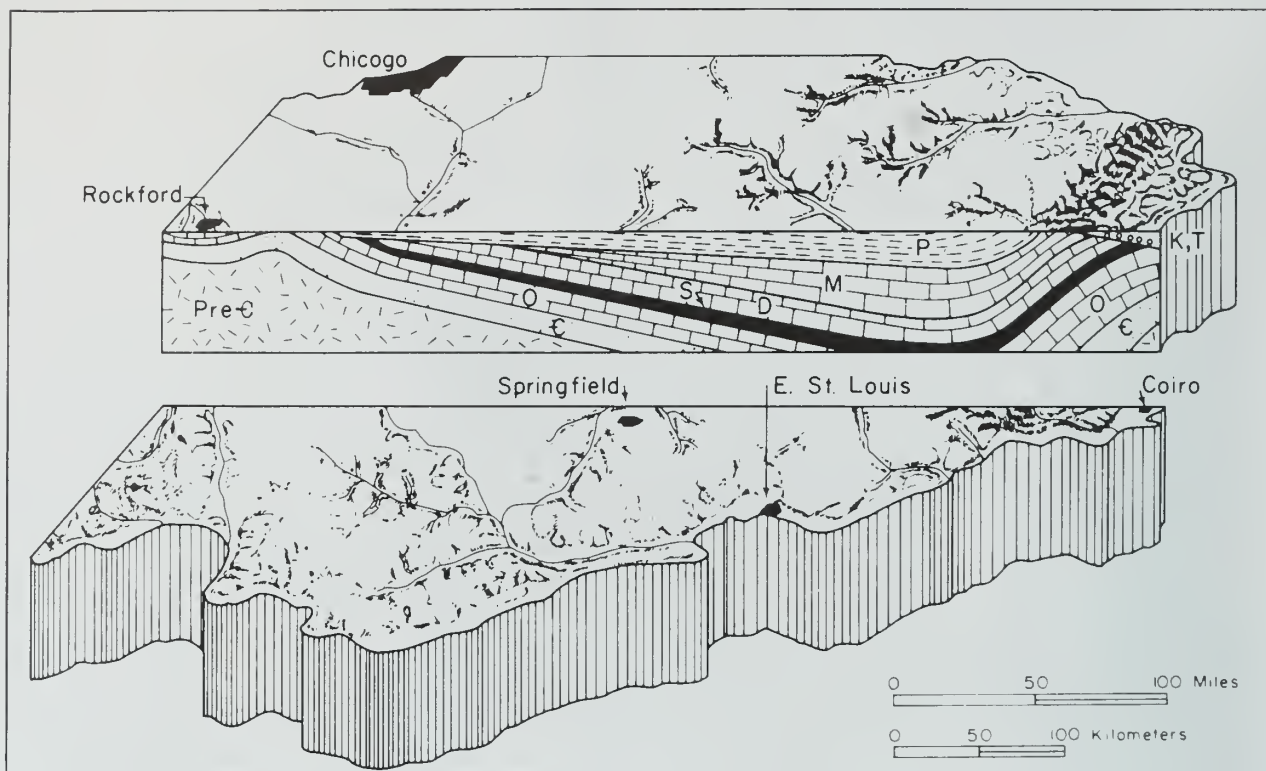 Chicogo
Rockford
P
K,T
M
S
D
O
O
Pre-Є
Є
Є
Springfield
E. St. Louis
Coiro
0 50 100 Miles
0 50 100 Kilometers